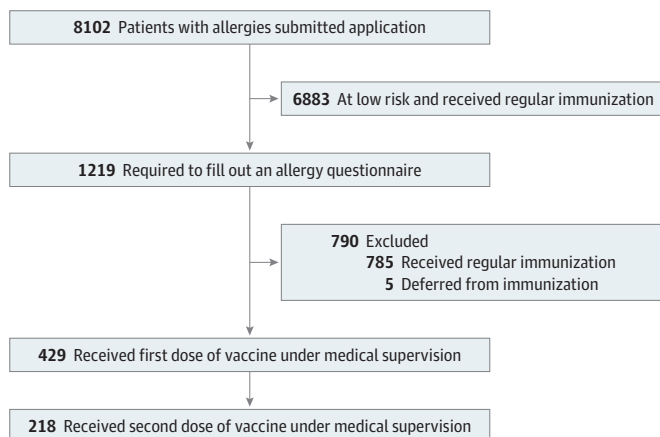 8102 Patients with allergies submitted application
6883 At low risk and received regular immunization
1219 Required to fill out an allergy questionnaire
790 Excluded
785 Received regular immunization
5 Deferred from immunization
429 Received first dose of vaccine under medical supervision
218 Received second dose of vaccine under medical supervision